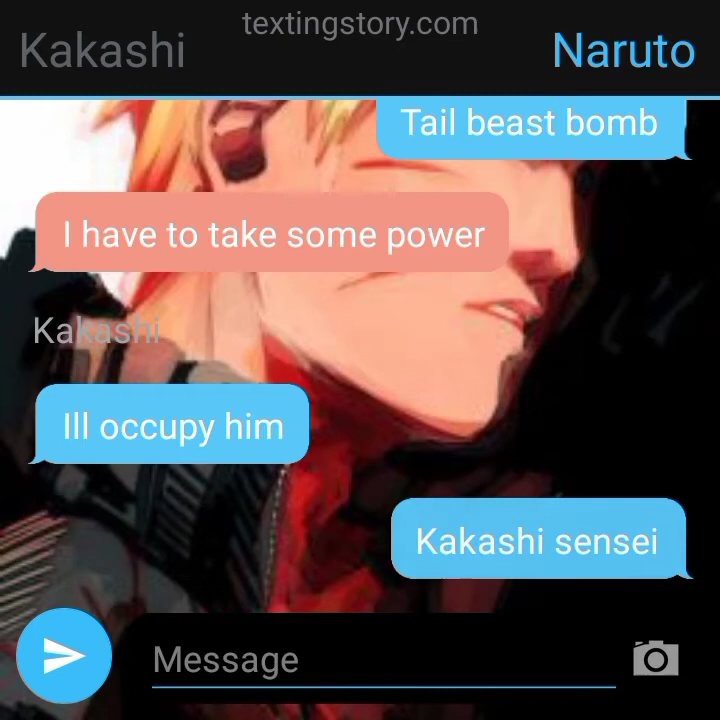 textingstory.com
Kakashi
Naruto
Tail beast bomb
I have to take some power
Kakashi
Ill occupy him
Kakashi sensei
Message